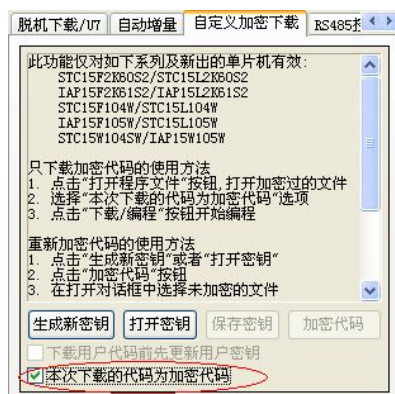 脱机下载/U7 自动增量 自定义加密下载 RS485控
此功能仅对如下系列及新出的单片机有效:
STC15F2K60S2/STC15L2K60S2
IAP15F2K61S2/IAP15L2K61S2
STC15F104W/STC15L104W
IAP15F105W/STC15L105W
STC15W104SW/IAP15W105W
只下载加密代码的使用方法
1. 点击"打开程序文件"按钮,打开加密过的文件
2. 选择"本次下载的代码为加密代码"选项
3. 点击"下载/编程"按钮开始编程
重新加密代码的使用方法
1. 点击"生成新密钥"或者"打开密钥"
2. 点击"加密代码"按钮
3. 在打开对话框中选择未加密的文件
生成新密钥 打开密钥 保存密钥 加密代码
下载用户代码前先更新用户密钥
本次下载的代码为加密代码